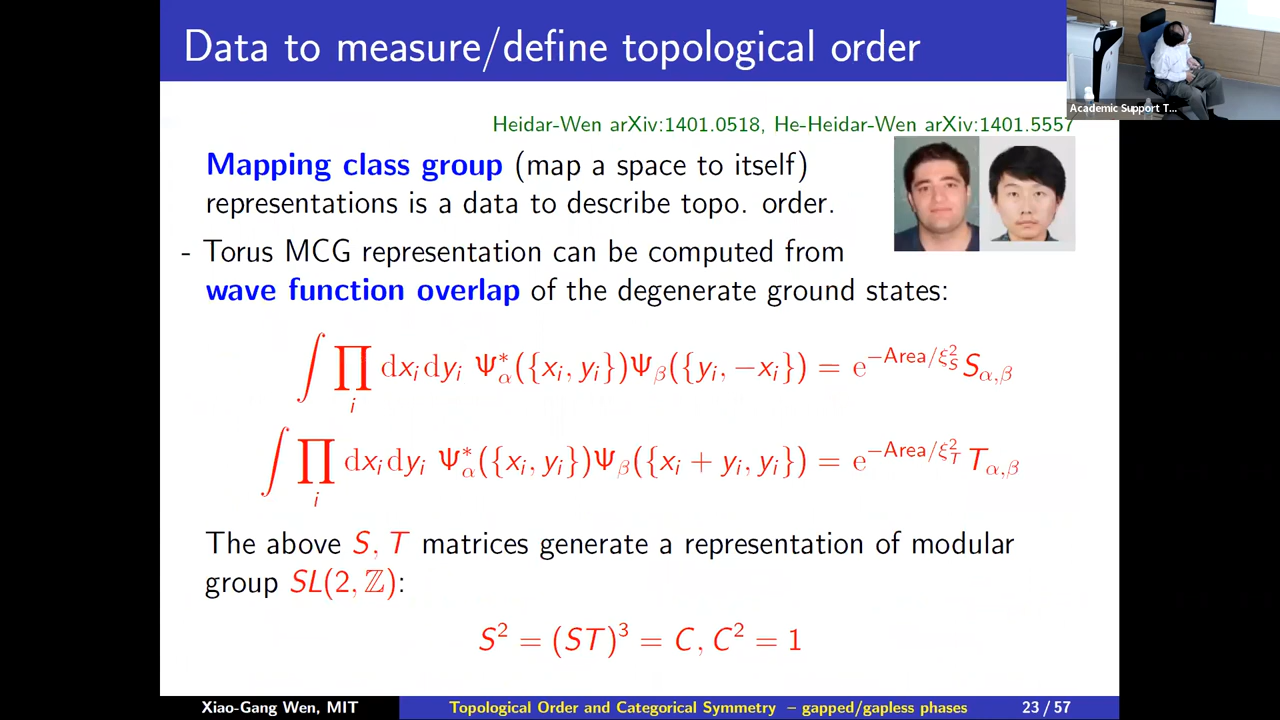 Data to measure/define topological order
Academic Support T...
Heidar-Wen arXiv:1401.0518, He-Heidar-Wen arXiv:1401.5557
Mapping class group (map a space to itself)
representations is a data to describe topo. order.
- Torus MCG representation can be computed from
wave function overlap of the degenerate ground states:
∫ ∏_i dx_i dy_i Ψ*_α({x_i, y_i})Ψ_β({y_i, −x_i}) = e^{−Area/ξ_S^2} S_{α,β}
∫ ∏_i dx_i dy_i Ψ*_α({x_i, y_i})Ψ_β({x_i + y_i, y_i}) = e^{−Area/ξ_T^2} T_{α,β}
The above S, T matrices generate a representation of modular
group SL(2, ℤ):
S² = (ST)³ = C, C² = 1
Xiao-Gang Wen, MIT
Topological Order and Categorical Symmetry – gapped/gapless phases
23 / 57